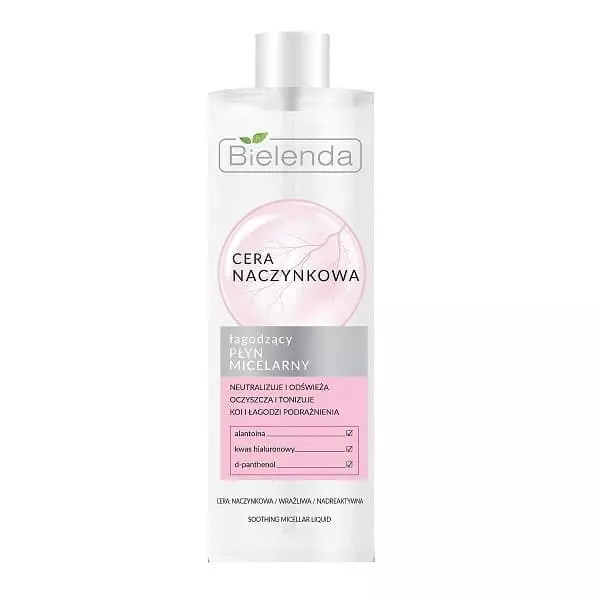 Bielenda
CERA
NACZYNKOWA
łagodzący
PŁYN
MICELARNY
NEUTRALIZUJE I ODŚWIEŻA
OCZYSZCZA I TONIZUJE
KOI I ŁAGODZI PODRAŻNIENIA
alantoina
kwas hialuronowy
d-panthenol
CERA: NACZYNKOWA / WRAŻLIWA / NADREAKTYWNA
SOOTHING MICELLAR LIQUID